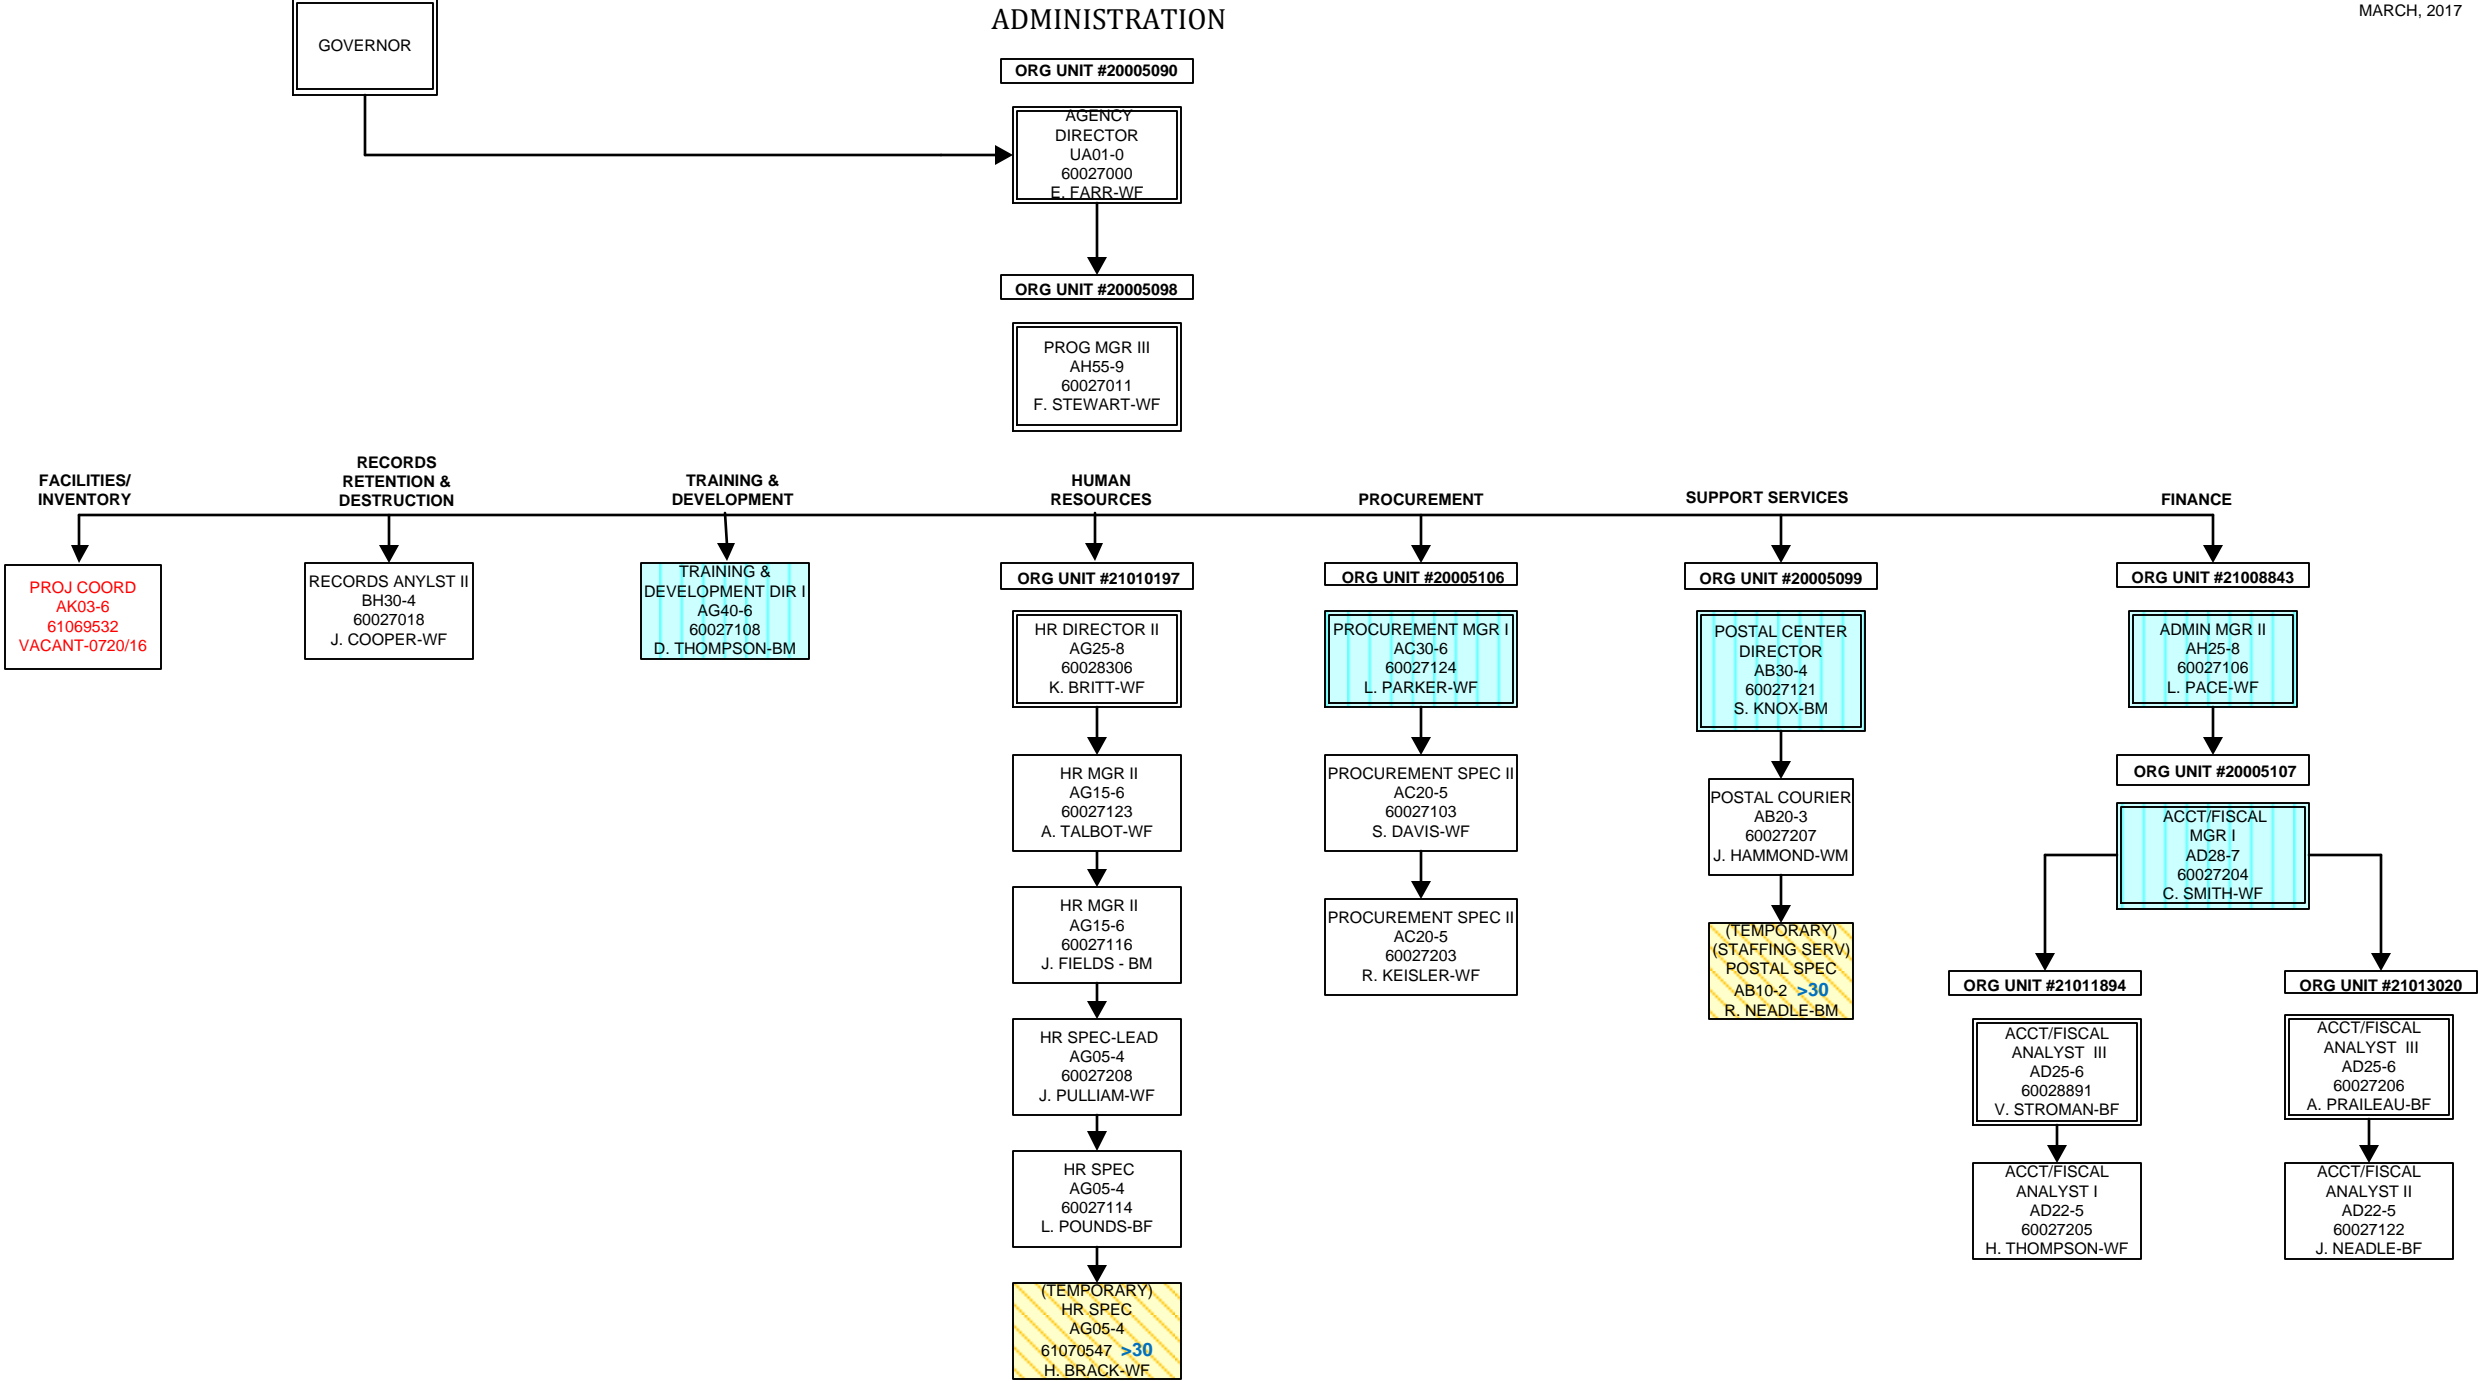 ADMINISTRATION
MARCH, 2017
GOVERNOR
ORG UNIT #20005090
AGENCY
DIRECTOR
UA01-0
60027000
E. FARR-WF
ORG UNIT #20005098
PROG MGR III
AH55-9
60027011
F. STEWART-WF
FACILITIES/
INVENTORY
PROJ COORD
AK03-6
61069532
VACANT-0720/16
RECORDS
RETENTION &
DESTRUCTION
RECORDS ANYLST II
BH30-4
60027018
J. COOPER-WF
TRAINING &
DEVELOPMENT
TRAINING &
DEVELOPMENT DIR I
AG40-6
60027108
D. THOMPSON-BM
HUMAN
RESOURCES
ORG UNIT #21010197
HR DIRECTOR II
AG25-8
60028306
K. BRITT-WF
HR MGR II
AG15-6
60027123
A. TALBOT-WF
HR MGR II
AG15-6
60027116
J. FIELDS - BM
HR SPEC-LEAD
AG05-4
60027208
J. PULLIAM-WF
HR SPEC
AG05-4
60027114
L. POUNDS-BF
(TEMPORARY)
HR SPEC
AG05-4
61070547 >30
H. BRACK-WF
PROCUREMENT
ORG UNIT #20005106
PROCUREMENT MGR I
AC30-6
60027124
L. PARKER-WF
PROCUREMENT SPEC II
AC20-5
60027103
S. DAVIS-WF
PROCUREMENT SPEC II
AC20-5
60027203
R. KEISLER-WF
SUPPORT SERVICES
ORG UNIT #20005099
POSTAL CENTER
DIRECTOR
AB30-4
60027121
S. KNOX-BM
POSTAL COURIER
AB20-3
60027207
J. HAMMOND-WM
(TEMPORARY)
(STAFFING SERV)
POSTAL SPEC
AB10-2 >30
R. NEADLE-BM
FINANCE
ORG UNIT #21008843
ADMIN MGR II
AH25-8
60027106
L. PACE-WF
ORG UNIT #20005107
ACCT/FISCAL
MGR I
AD28-7
60027204
C. SMITH-WF
ORG UNIT #21011894
ACCT/FISCAL
ANALYST III
AD25-6
60028891
V. STROMAN-BF
ACCT/FISCAL
ANALYST I
AD22-5
60027205
H. THOMPSON-WF
ORG UNIT #21013020
ACCT/FISCAL
ANALYST III
AD25-6
60027206
A. PRAILEAU-BF
ACCT/FISCAL
ANALYST II
AD22-5
60027122
J. NEADLE-BF